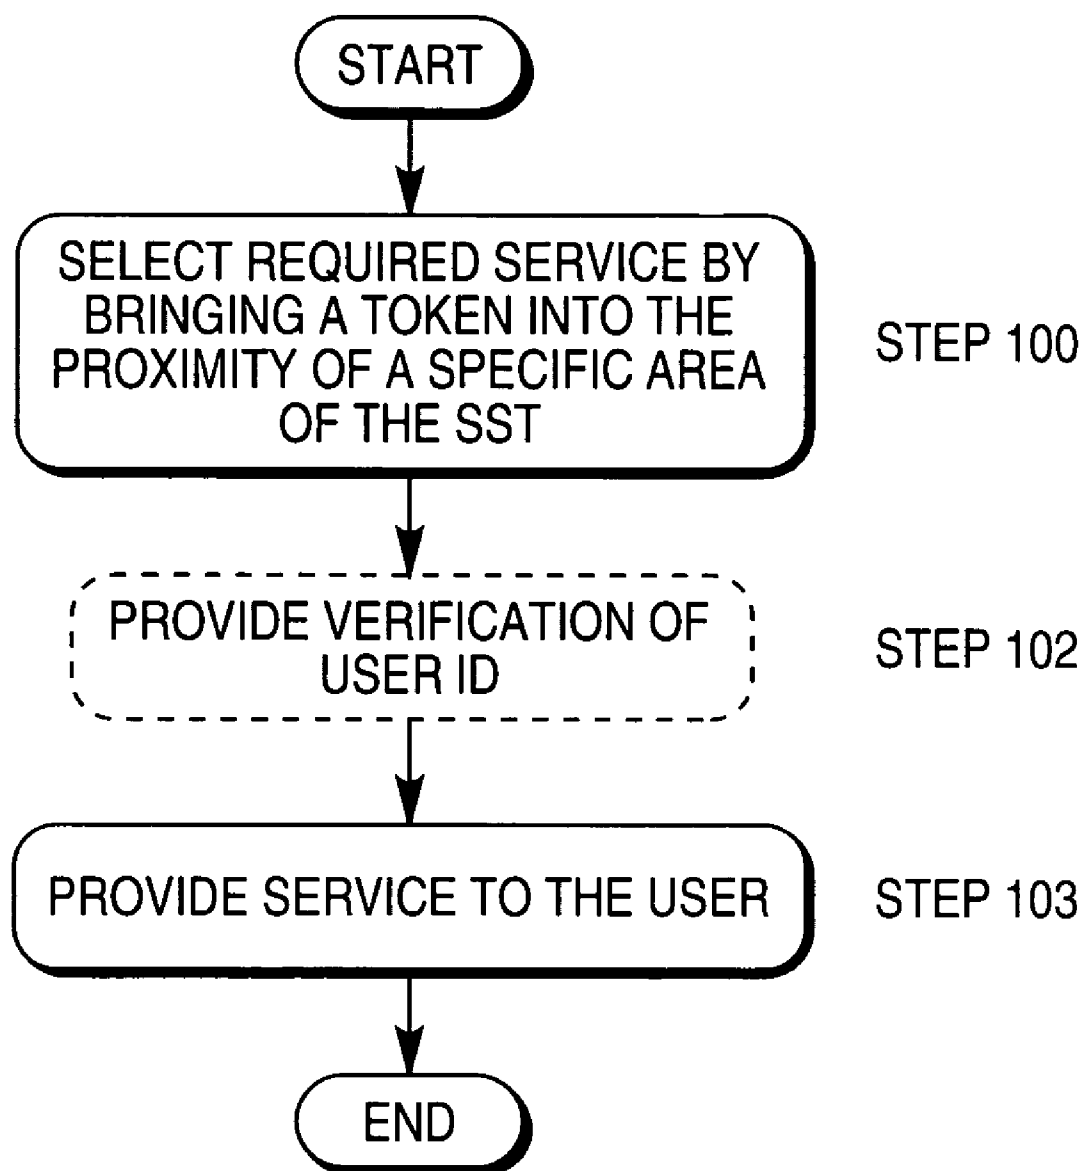 START
SELECT REQUIRED SERVICE BY
BRINGING A TOKEN INTO THE
PROXIMITY OF A SPECIFIC AREA
OF THE SST
STEP 100
PROVIDE VERIFICATION OF
USER ID
STEP 102
PROVIDE SERVICE TO THE USER
STEP 103
END